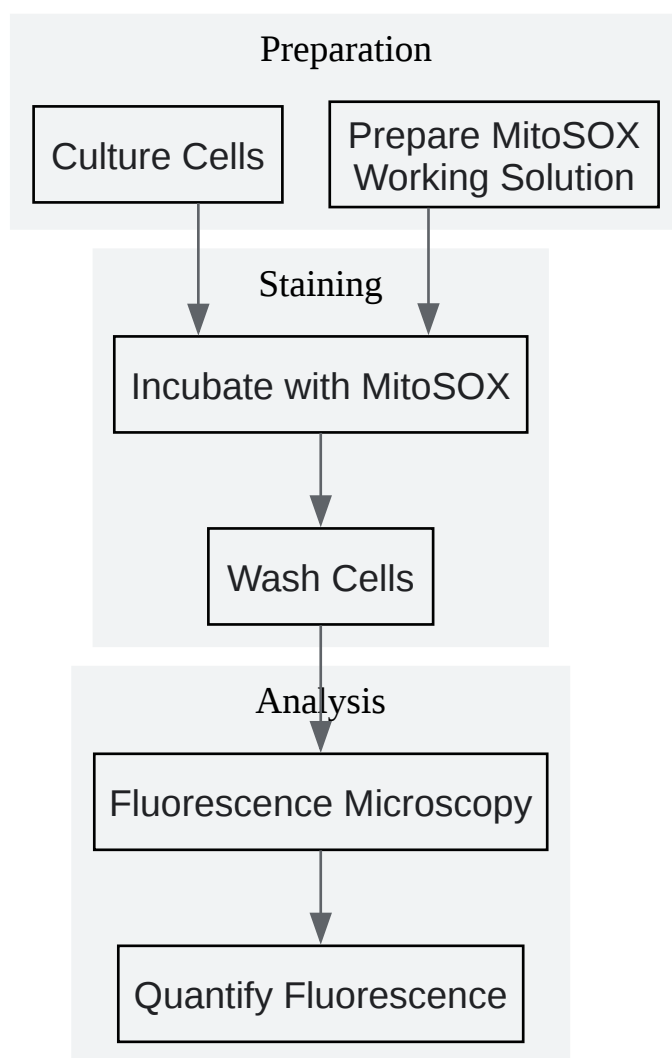 Preparation
Culture Cells
Prepare MitoSOX
Working Solution
Staining
Incubate with MitoSOX
Wash Cells
Analysis
Fluorescence Microscopy
Quantify Fluorescence